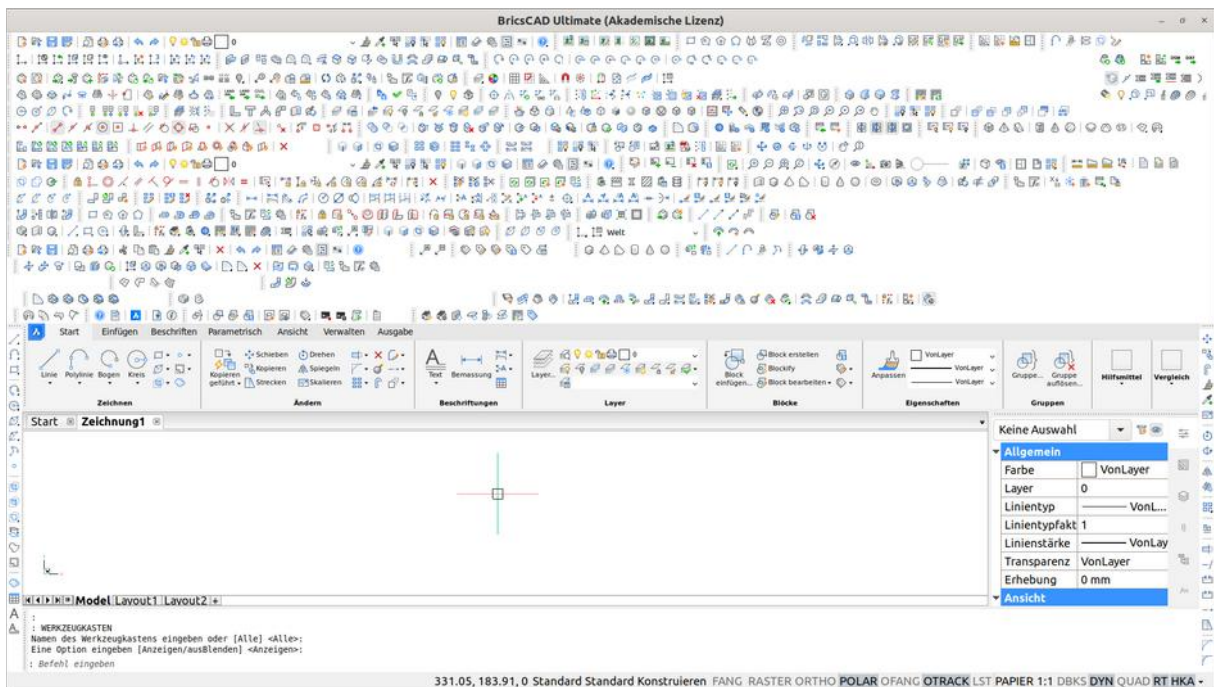 BricsCAD Ultimate (Akademische Lizenz)
0
0
Welt
Start Einfügen Beschriften Parametrisch Ansicht Verwalten Ausgabe
Linie Polylinie Bogen Kreis
Zeichnen
Kopieren geführt
Schieben Drehen
Kopieren Spiegeln
Strecken Skalieren
Ändern
Text Bemassung
Beschriftungen
Layer...
0
Layer
Block einfügen...
Block erstellen
Blockify
Block bearbeiten
Blöcke
Anpassen
VonLayer
VonLayer
VonLayer
Eigenschaften
Gruppe... Gruppe auflösen...
Gruppen
Hilfsmittel
Vergleich
Start Zeichnung1
Keine Auswahl
Allgemein
Farbe VonLayer
Layer 0
Linientyp VonL...
Linientypfakt 1
Linienstärke VonLay
Transparenz VonLayer
Erhebung 0 mm
Ansicht
Model Layout1 Layout2
:
: WERKZEUGKASTEN
Namen des Werkzeugkastens eingeben oder [Alle] <Alle>:
Eine Option eingeben [Anzeigen/ausBlenden] <Anzeigen>:
: Befehl eingeben
331.05, 183.91, 0 Standard Standard Konstruieren FANG RASTER ORTHO POLAR OFANG OTRACK LST PAPIER 1:1 DBKS DYN QUAD RT HKA